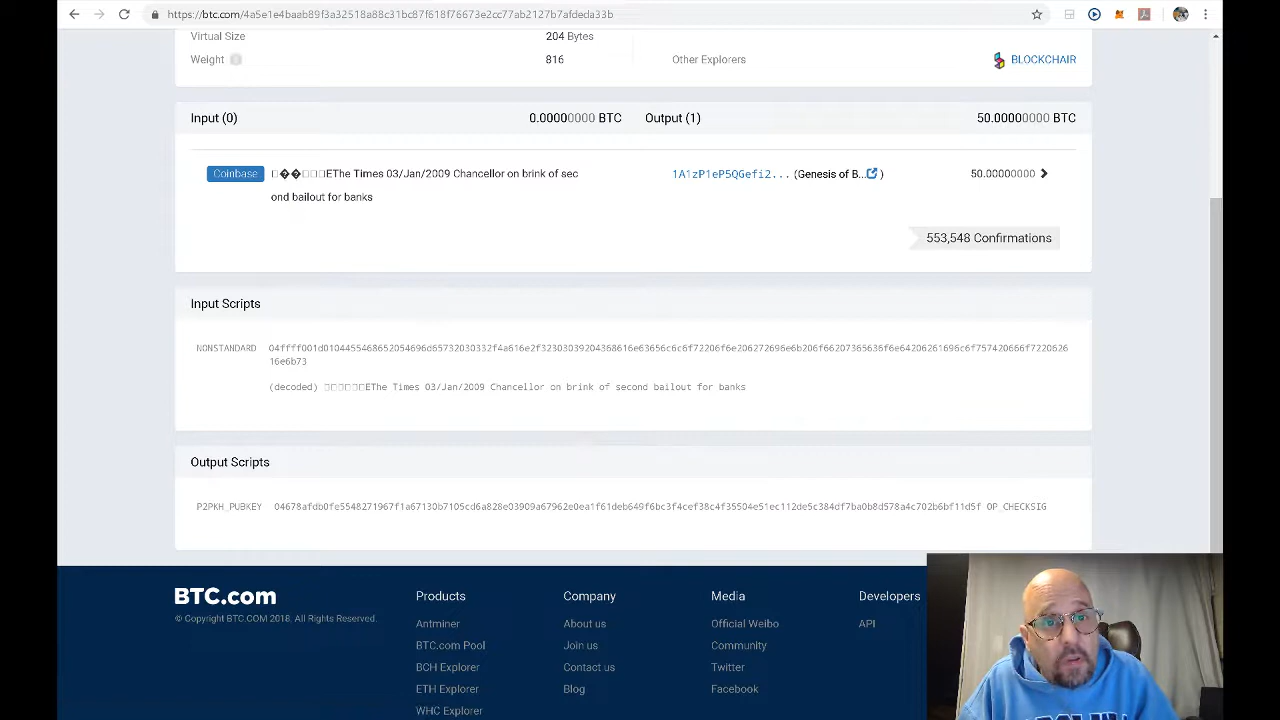 https://btc.com/4a5e1e4baab89f3a32518a88c31bc87f618f76673e2cc77ab2127b7afdeda33b
Virtual Size 204 Bytes
Weight 816 Other Explorers BLOCKCHAIR
Input (0) 0.00000000 BTC Output (1) 50.00000000 BTC
Coinbase □��□□□EThe Times 03/Jan/2009 Chancellor on brink of sec 1A1zP1eP5QGefi2... (Genesis of B... ) 50.00000000
ond bailout for banks
553,548 Confirmations
Input Scripts
NONSTANDARD 04ffff001d0104455468652054696d65732030332f4a616e2f32303039204368616e63656c6c6f72206f6e206272696e6b206f66207365636f6e64206261696c6f757420666f7220626
16e6b73
(decoded) □□□□□□EThe Times 03/Jan/2009 Chancellor on brink of second bailout for banks
Output Scripts
P2PKH_PUBKEY 04678afdb0fe5548271967f1a67130b7105cd6a828e03909a67962e0ea1f61deb649f6bc3f4cef38c4f35504e51ec112de5c384df7ba0b8d578a4c702b6bf11d5f OP_CHECKSIG
BTC.com Products Company Media Developers
© Copyright BTC.COM 2018. All Rights Reserved.
Antminer About us Official Weibo API
BTC.com Pool Join us Community
BCH Explorer Contact us Twitter
ETH Explorer Blog Facebook
WHC Explorer